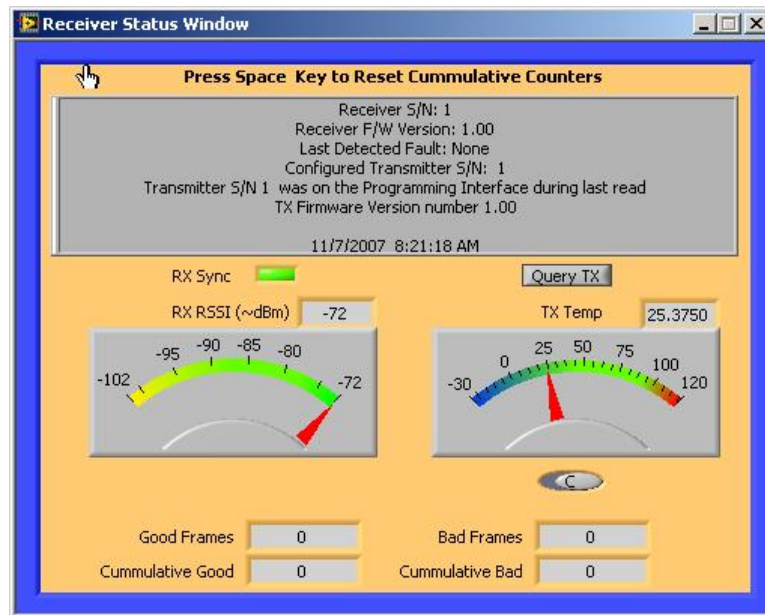 Receiver Status Window
Press Space Key to Reset Cummulative Counters
Receiver S/N: 1
Receiver F/W Version: 1.00
Last Detected Fault: None
Configured Transmitter S/N: 1
Transmitter S/N 1 was on the Programming Interface during last read
TX Firmware Version number 1.00
11/7/2007 8:21:18 AM
RX Sync
Query TX
RX RSSI (~dBm) -72
TX Temp 25.3750
-102 -95 -90 -85 -80 -72
-30 0 25 50 75 100 120
C
Good Frames 0
Bad Frames 0
Cummulative Good 0
Cummulative Bad 0